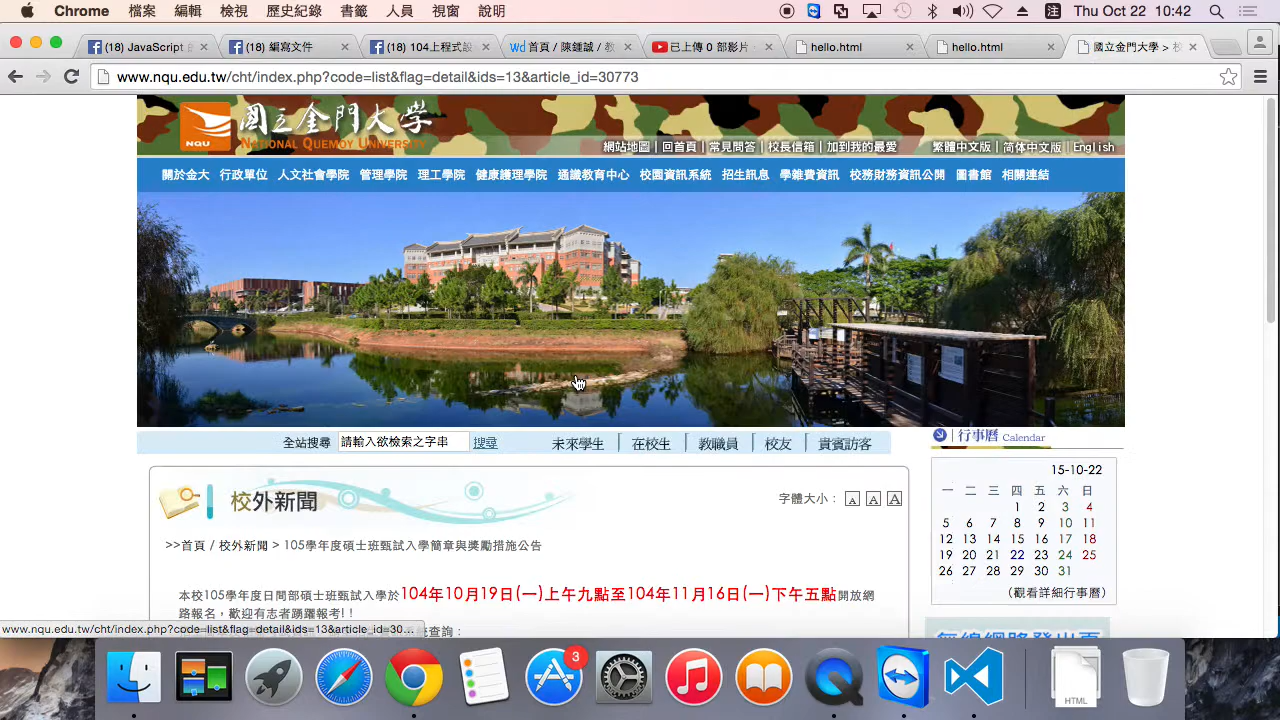 Chrome 檔案 編輯 檢視 歷史紀錄 書籤 人員 視窗 說明 注 Thu Oct 22 10:42
(18) JavaScript 的 (18) 編寫文件 (18) 104上程式設 首頁 / 陳鍾誠 / 教 已上傳 0 部影片 - hello.html hello.html 國立金門大學 > 校
www.nqu.edu.tw/cht/index.php?code=list&flag=detail&ids=13&article_id=30773
NQU
國立金門大學
NATIONAL QUEMOY UNIVERSITY
網站地圖 | 回首頁 | 常見問答 | 校長信箱 | 加到我的最愛 繁體中文版 | 简体中文版 | English
關於金大 行政單位 人文社會學院 管理學院 理工學院 健康護理學院 通識教育中心 校園資訊系統 招生訊息 學雜費資訊 校務財務資訊公開 圖書館 相關連結
全站搜尋 請輸入欲檢索之字串 搜尋 未來學生 在校生 教職員 校友 貴賓訪客
行事曆 Calendar
15-10-22
一 二 三 四 五 六 日
1 2 3 4
5 6 7 8 9 10 11
12 13 14 15 16 17 18
19 20 21 22 23 24 25
26 27 28 29 30 31
(觀看詳細行事曆)
校外新聞
字體大小： A A A
>>首頁 / 校外新聞 > 105學年度碩士班甄試入學簡章與獎勵措施公告
本校105學年度日間部碩士班甄試入學於104年10月19日(一)上午九點至104年11月16日(一)下午五點開放網
路報名，歡迎有志者踴躍報考!！
查詢：
無線網路登出頁
www.nqu.edu.tw/cht/index.php?code=list&flag=detail&ids=13&article_id=30...
3
HTML